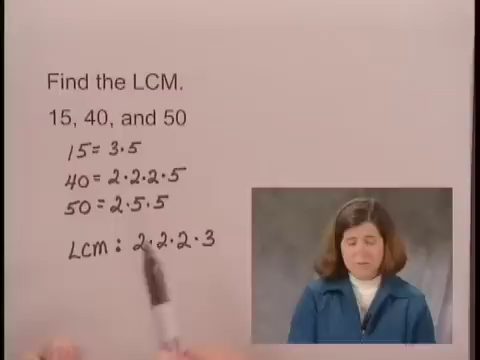 Find the LCM.
15, 40, and 50
15 = 3·5
40 = 2·2·2·5
50 = 2·5·5
Lcm: 2·2·2·3